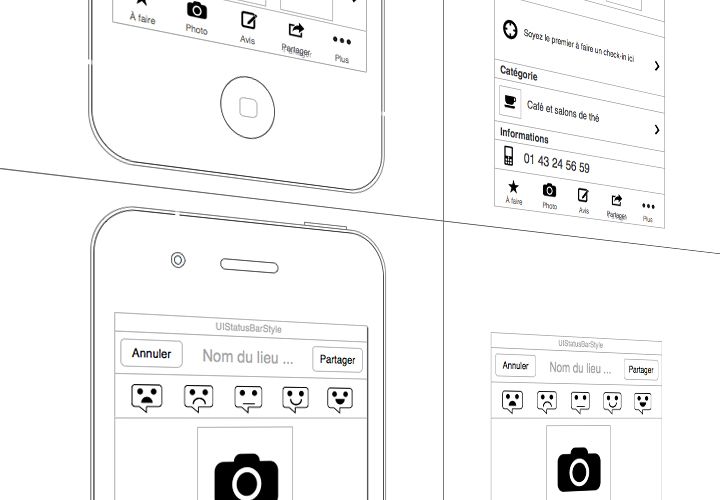 À faire
Photo
Avis
Partager
Plus
Soyez le premier à faire un check-in ici
Catégorie
Café et salons de thé
Informations
01 43 24 56 59
À faire
Photo
Avis
Partager
Plus
UIStatusBarStyle
Annuler
Nom du lieu ...
Partager
UIStatusBarStyle
Annuler
Nom du lieu ...
Partager